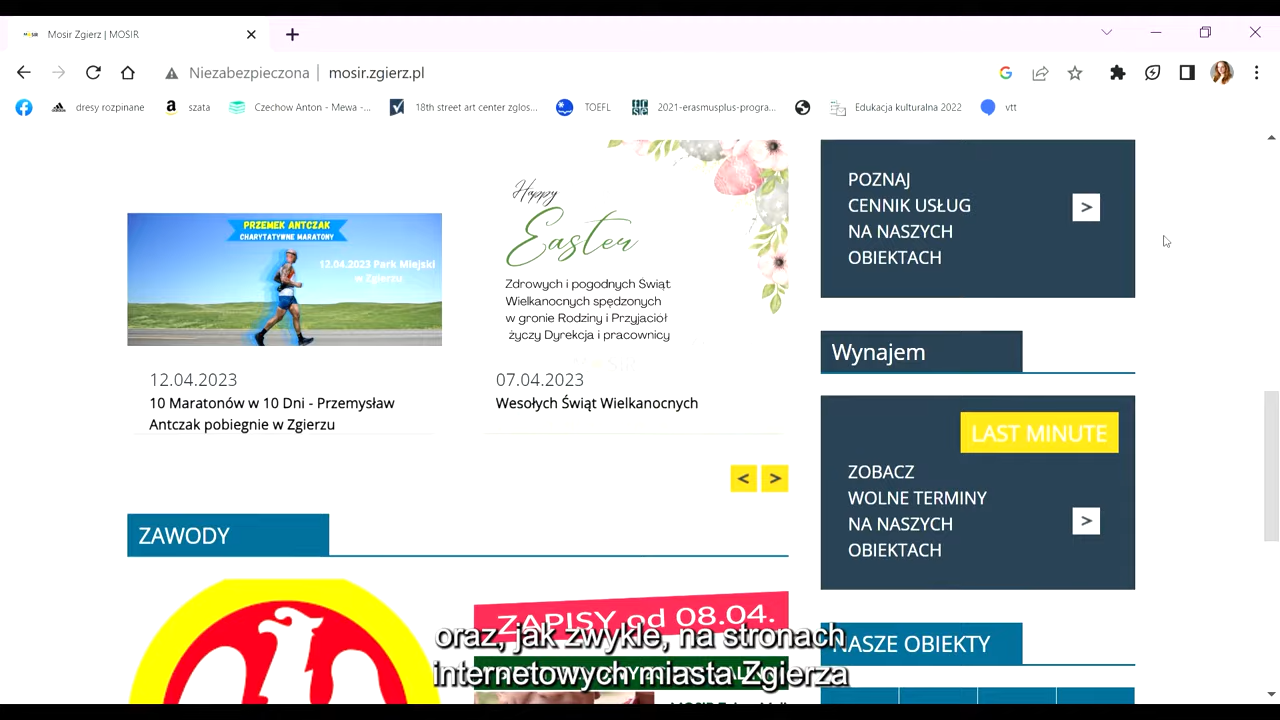 Mosir Zgierz | MOSIR
Niezabezpieczona
mosir.zgierz.pl
dresy rozpinane
szata
Czechow Anton - Mewa -...
18th street art center zglos...
TOEFL
2021-erasmusplus-progra...
Edukacja kulturalna 2022
vtt
PRZEMEK ANTCZAK
CHARYTATYWNE MARATONY
12.04.2023 Park Miejski
w Zgierzu
12.04.2023
10 Maratonów w 10 Dni - Przemysław
Antczak pobiegnie w Zgierzu
Happy
Easter
Zdrowych i pogodnych Świąt
Wielkanocnych spędzonych
w gronie Rodziny i Przyjaciół
życzy Dyrekcja i pracownicy
07.04.2023
Wesołych Świąt Wielkanocnych
< >
ZAWODY
ZAPISY od 08.04.
POZNAJ
CENNIK USŁUG
NA NASZYCH
OBIEKTACH
>
Wynajem
LAST MINUTE
ZOBACZ
WOLNE TERMINY
NA NASZYCH
OBIEKTACH
>
NASZE OBIEKTY
oraz, jak zwykle, na stronach
internetowych miasta Zgierza